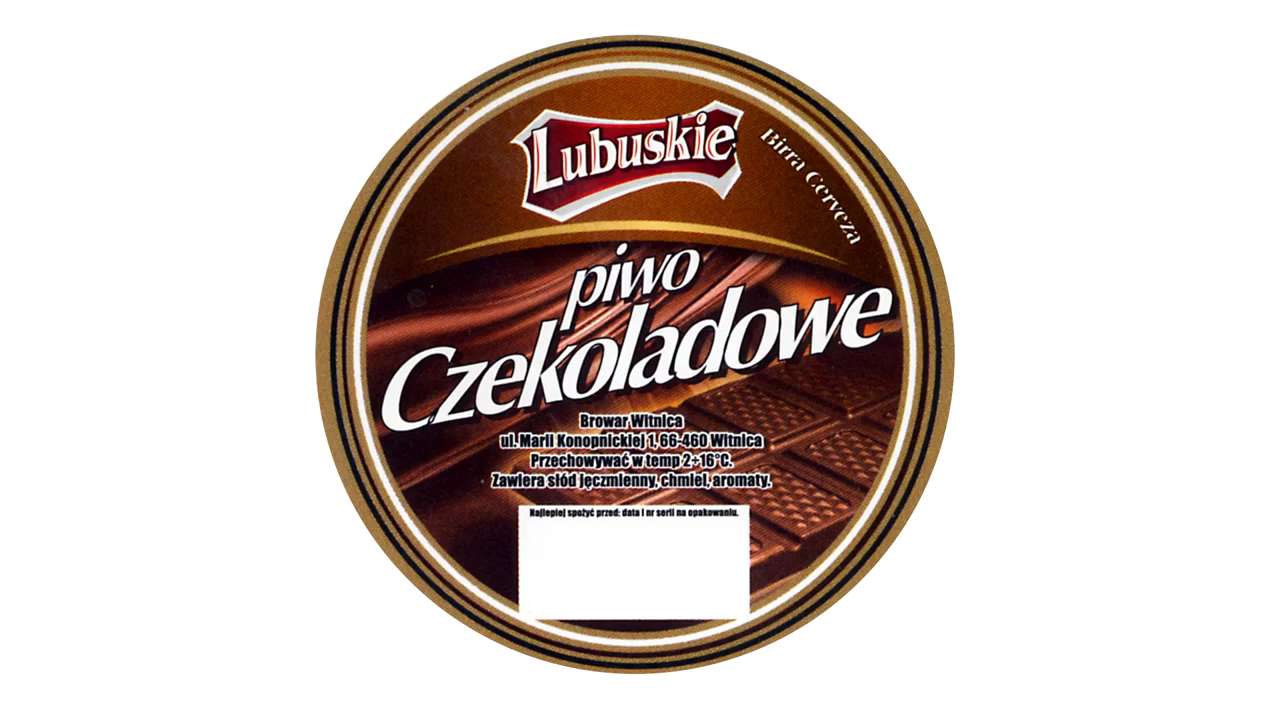 Lubuskie
Birra Cerveza
piwo
Czekoladowe
Browar Witnica
ul. Marii Konopnickiej 1, 66-460 Witnica
Przechowywać w temp 2÷16°C.
Zawiera słód jęczmienny, chmiel, aromaty.
Najlepiej spożyć przed: data i nr serii na opakowaniu.